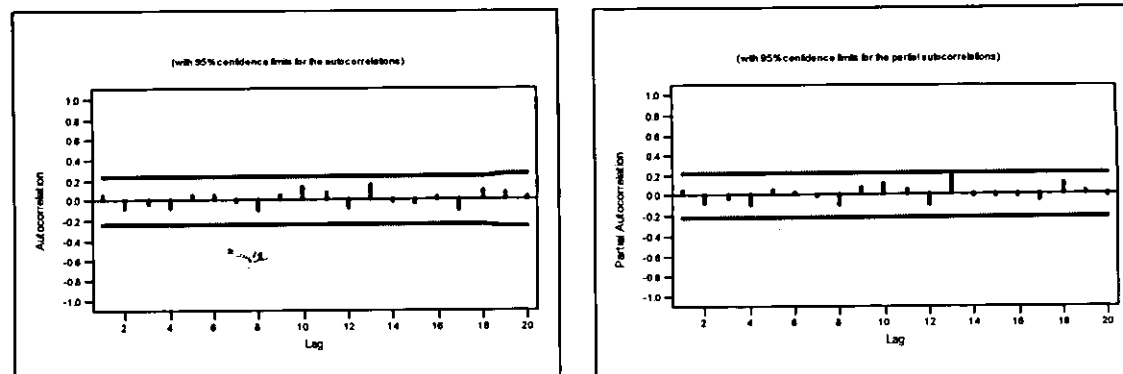 (with 95% confidence limits for the autocorrelations)
1.0
0.8
0.6
0.4
0.2
0.0
-0.2
-0.4
-0.6
-0.8
-1.0
Autocorrelation
2 4 6 8 10 12 14 16 18 20
Lag
(with 95% confidence limits for the partial autocorrelations)
1.0
0.8
0.6
0.4
0.2
0.0
-0.2
-0.4
-0.6
-0.8
-1.0
Partial Autocorrelation
2 4 6 8 10 12 14 16 18 20
Lag